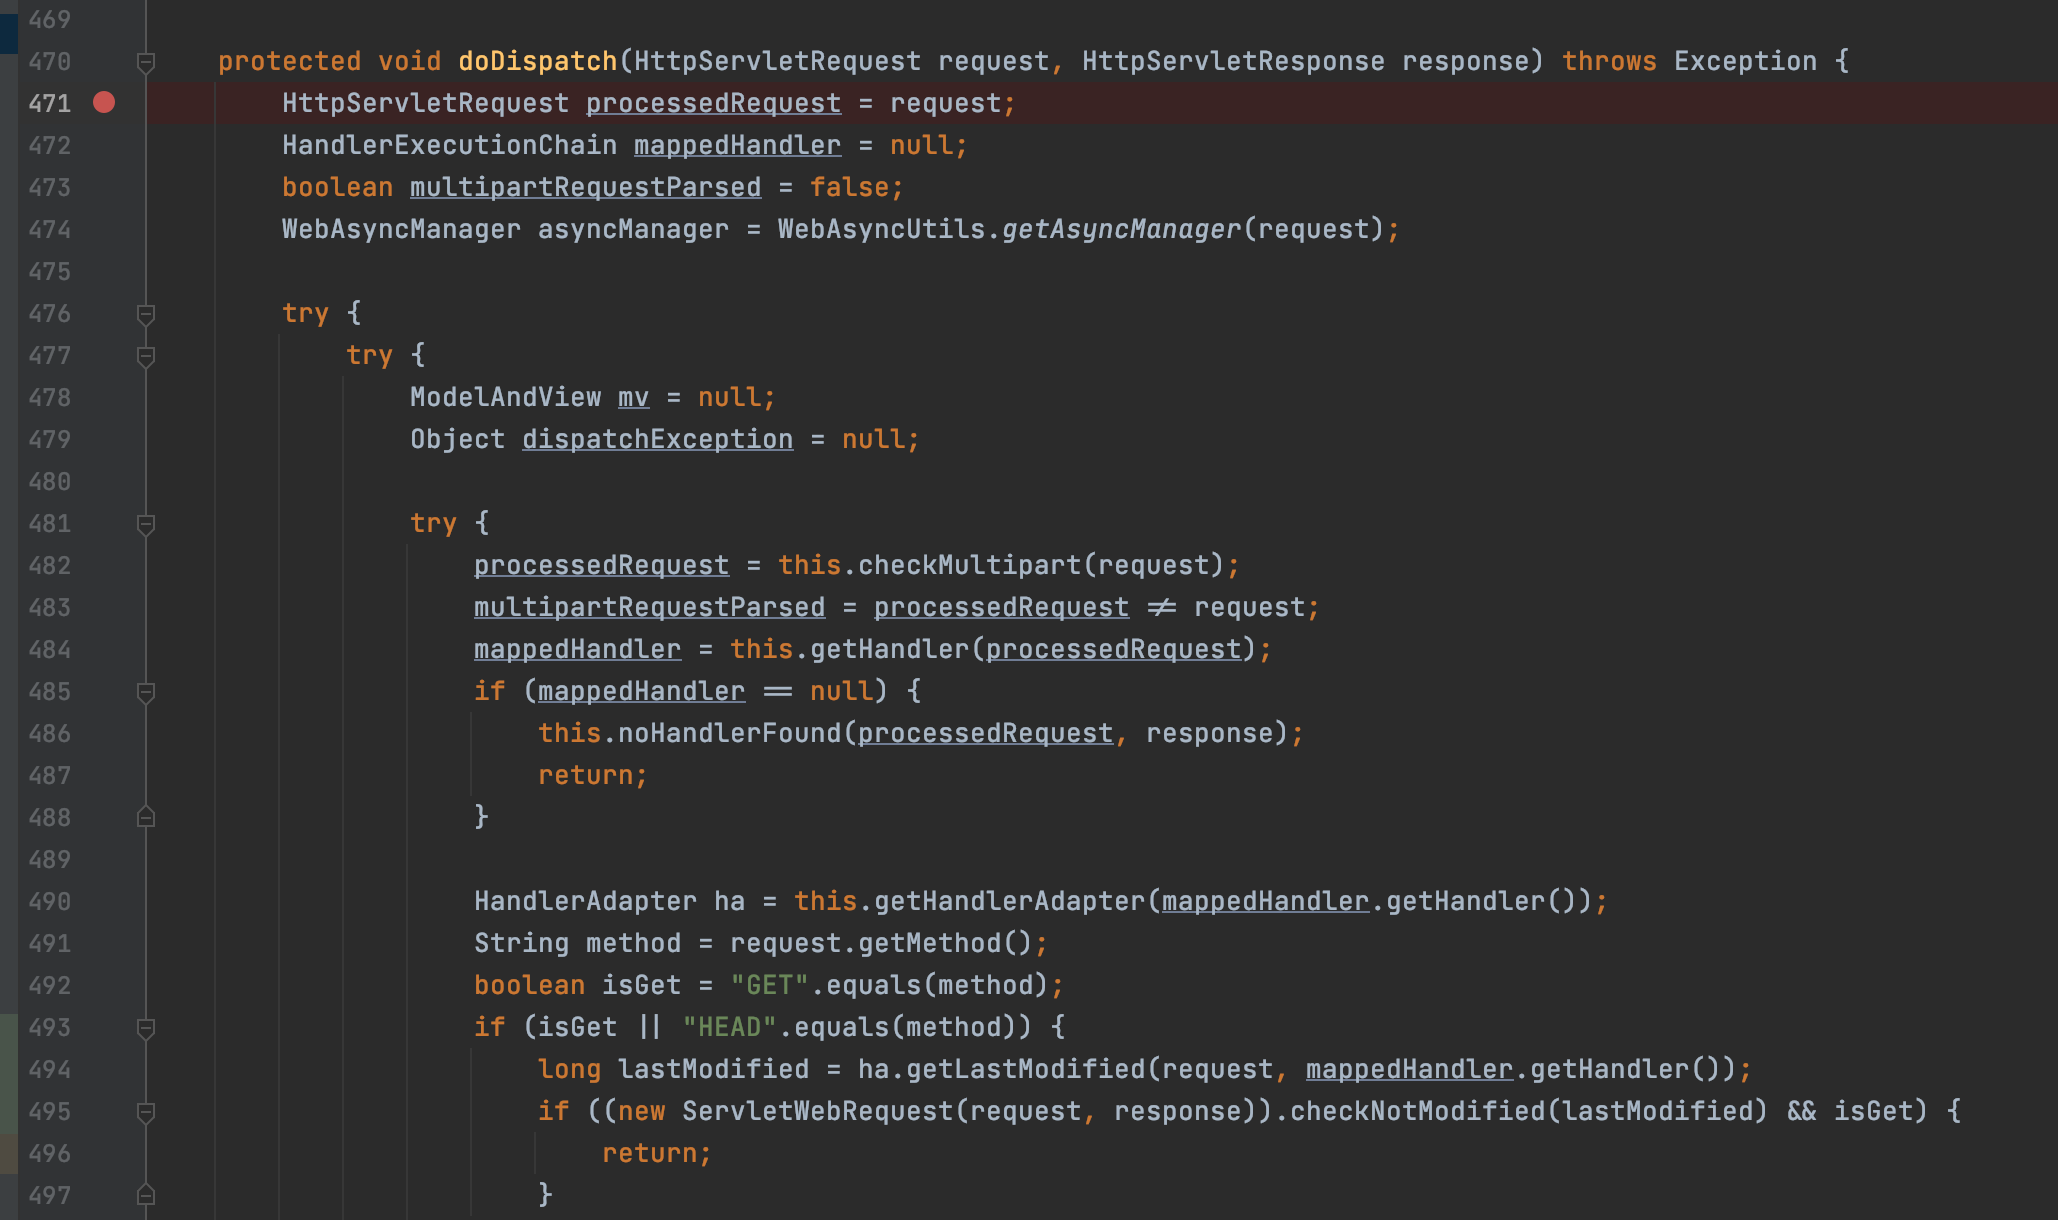 469
470 protected void doDispatch(HttpServletRequest request, HttpServletResponse response) throws Exception {
471 HttpServletRequest processedRequest = request;
472 HandlerExecutionChain mappedHandler = null;
473 boolean multipartRequestParsed = false;
474 WebAsyncManager asyncManager = WebAsyncUtils.getAsyncManager(request);
475
476 try {
477 try {
478 ModelAndView mv = null;
479 Object dispatchException = null;
480
481 try {
482 processedRequest = this.checkMultipart(request);
483 multipartRequestParsed = processedRequest != request;
484 mappedHandler = this.getHandler(processedRequest);
485 if (mappedHandler == null) {
486 this.noHandlerFound(processedRequest, response);
487 return;
488 }
489
490 HandlerAdapter ha = this.getHandlerAdapter(mappedHandler.getHandler());
491 String method = request.getMethod();
492 boolean isGet = "GET".equals(method);
493 if (isGet || "HEAD".equals(method)) {
494 long lastModified = ha.getLastModified(request, mappedHandler.getHandler());
495 if ((new ServletWebRequest(request, response)).checkNotModified(lastModified) && isGet) {
496 return;
497 }